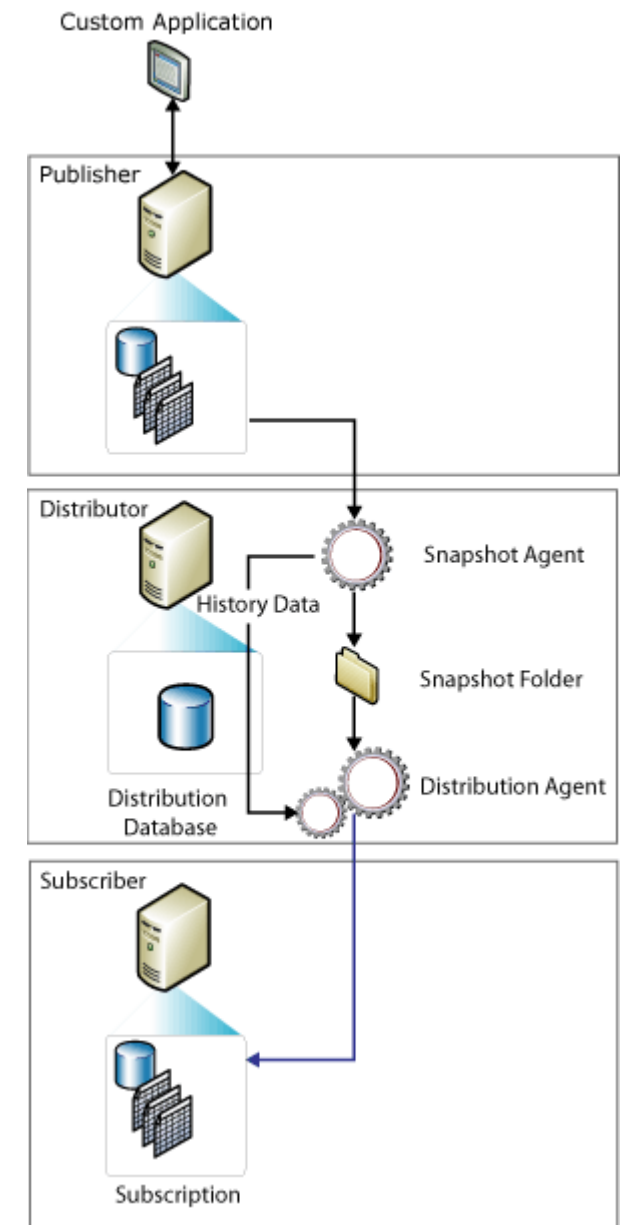 Custom Application
Publisher
Distributor
Snapshot Agent
History Data
Snapshot Folder
Distribution Agent
Distribution
Database
Subscriber
Subscription